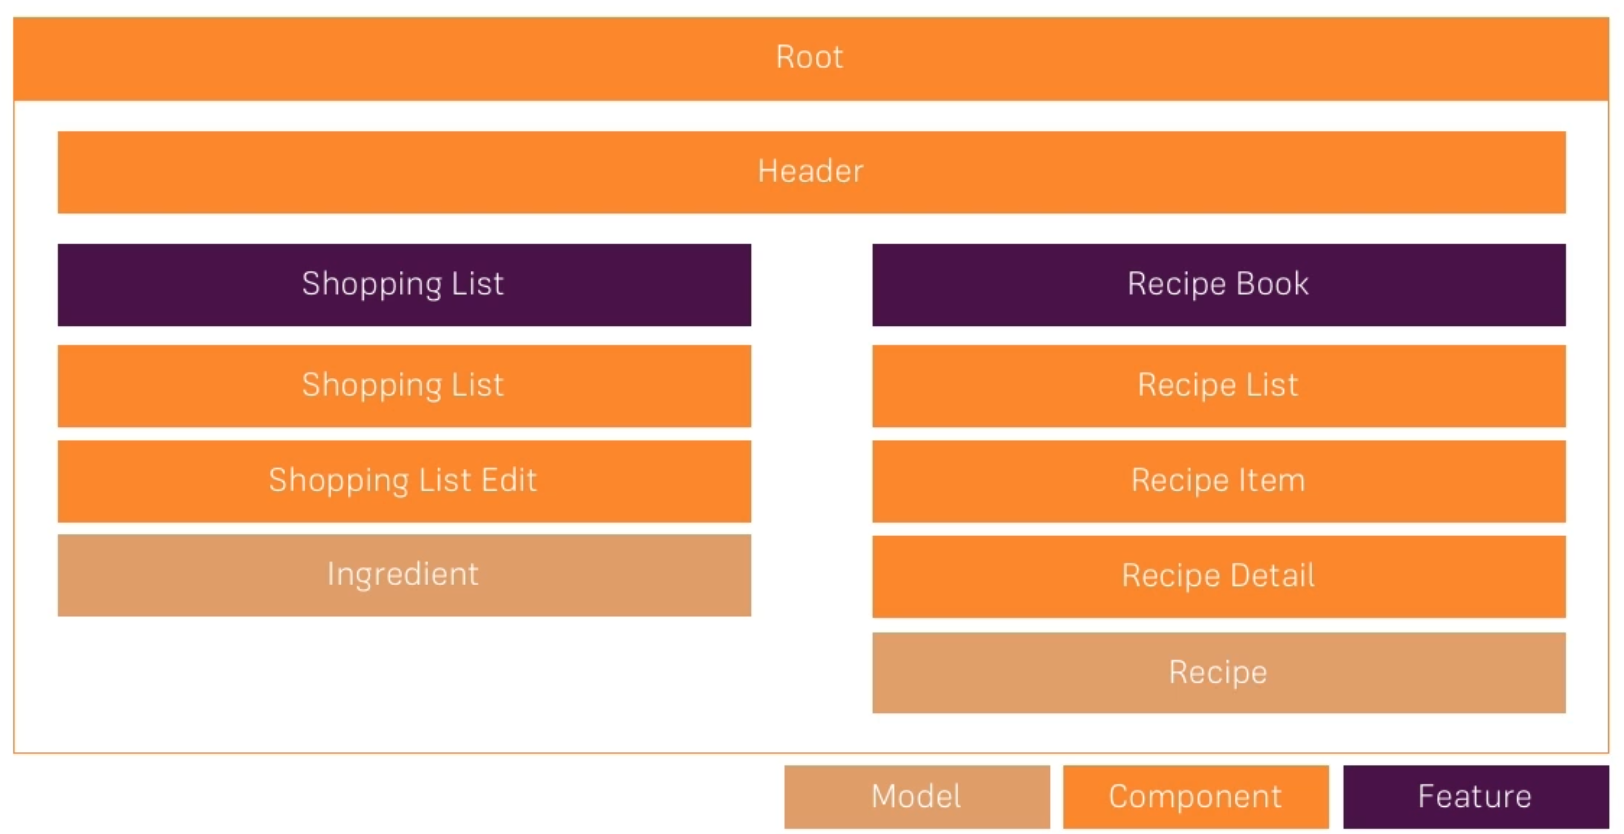 Root
Header
Shopping List
Shopping List
Shopping List Edit
Ingredient
Recipe Book
Recipe List
Recipe Item
Recipe Detail
Recipe
Model
Component
Feature